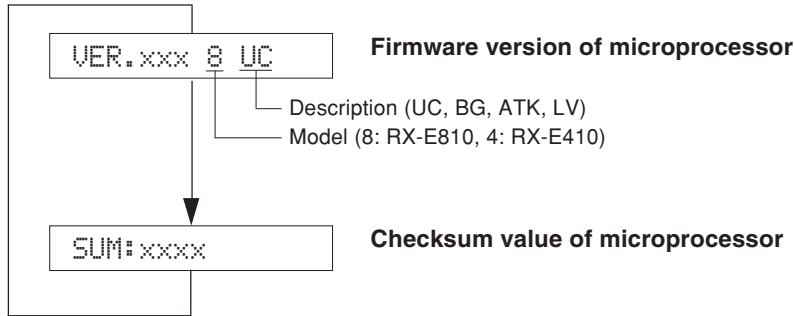 VER.xxx 8 UC
Firmware version of microprocessor
Description (UC, BG, ATK, LV)
Model (8: RX-E810, 4: RX-E410)
SUM:xxxx
Checksum value of microprocessor